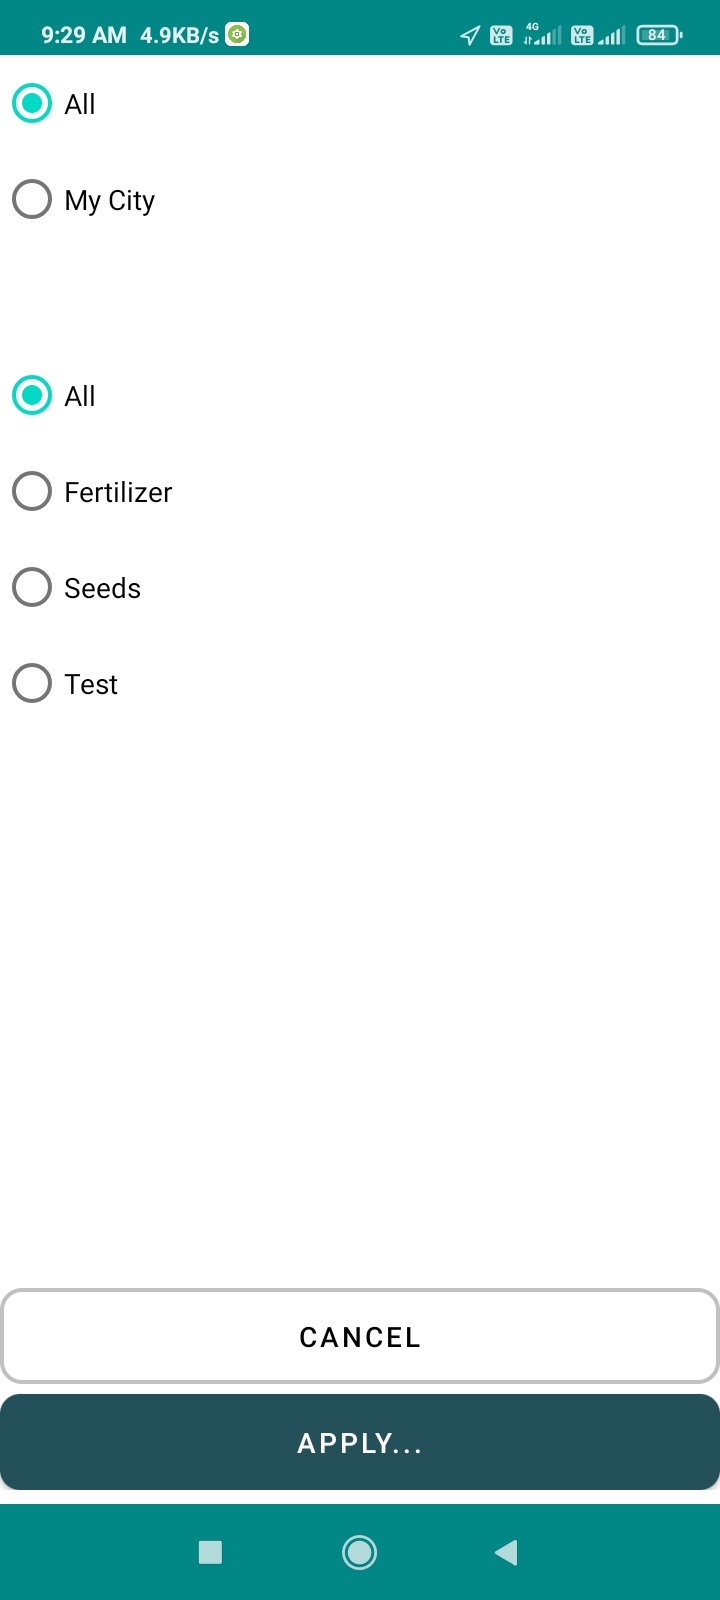 9:29 AM 4.9KB/s Vo LTE 4G Vo LTE 84
All
My City
All
Fertilizer
Seeds
Test
CANCEL
APPLY...